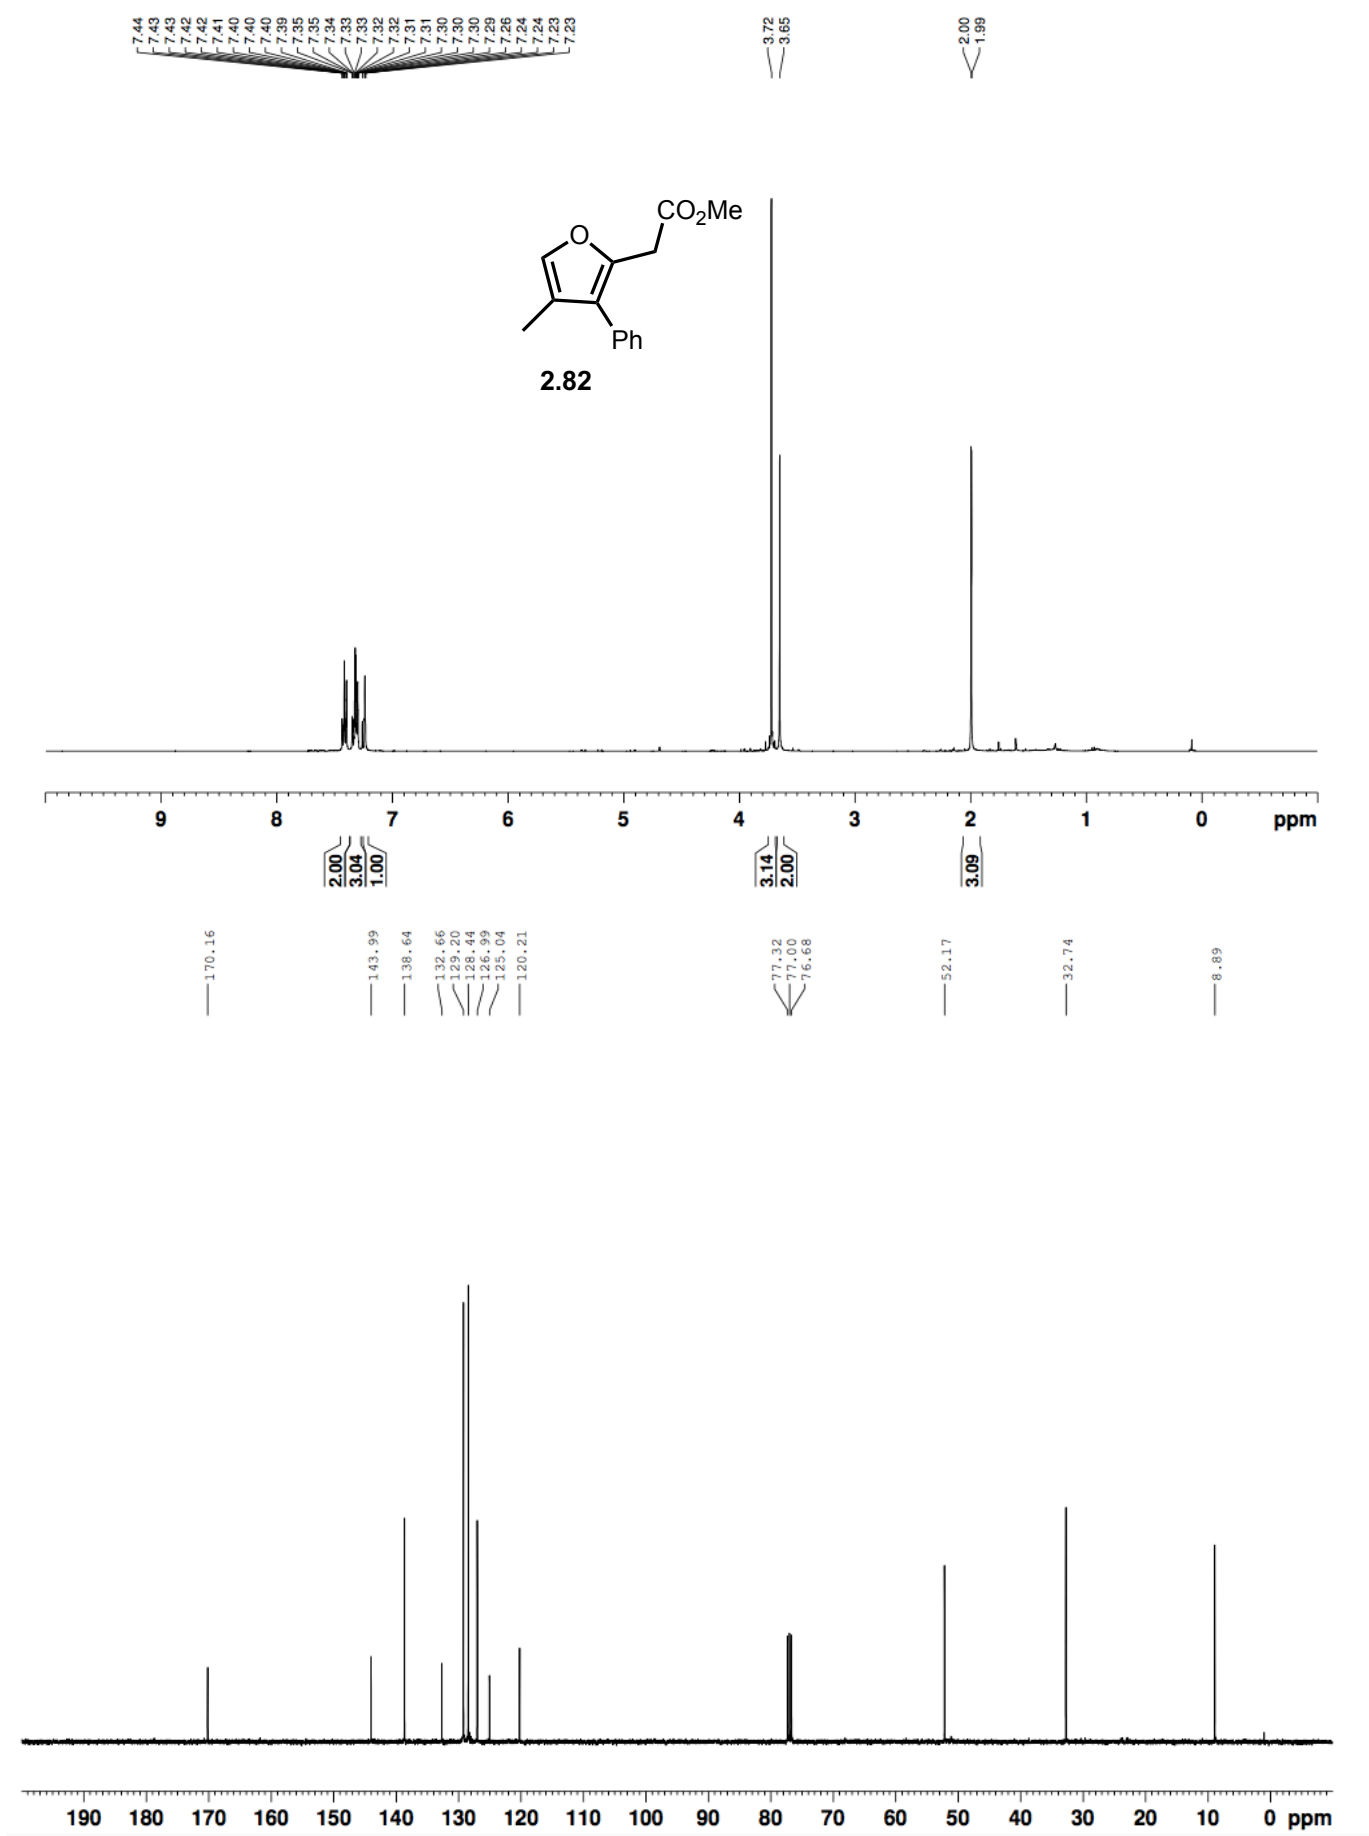 7.44 7.43 7.43 7.42 7.42 7.41 7.40 7.40 7.40 7.39 7.35 7.35 7.34 7.33 7.33 7.32 7.32 7.31 7.31 7.30 7.30 7.30 7.29 7.26 7.24 7.24 7.23 7.23 3.72 3.65 2.00 1.99
CO2Me
O
Ph
2.82
9 8 7 6 5 4 3 2 1 0 ppm
2.00 3.04 1.00 3.14 2.00 3.09
170.16 143.99 138.64 132.66 129.20 128.44 126.99 125.04 120.21 77.32 77.00 76.68 52.17 32.74 8.89
190 180 170 160 150 140 130 120 110 100 90 80 70 60 50 40 30 20 10 0 ppm